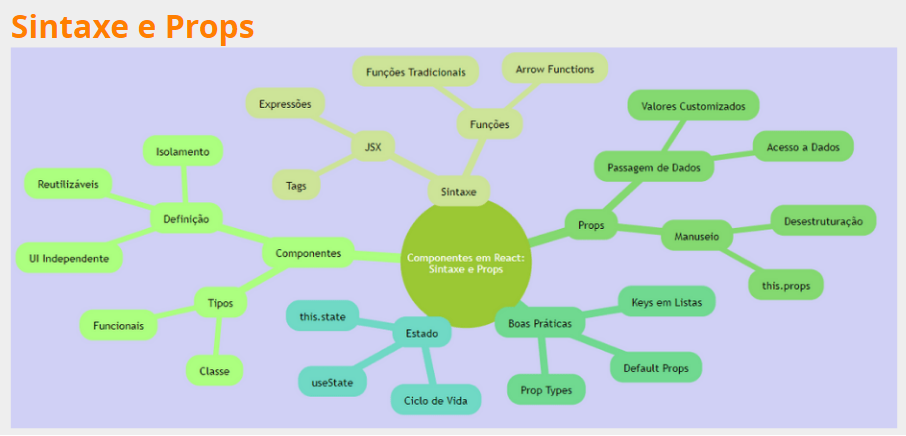 Sintaxe e Props
Funções Tradicionais
Arrow Functions
Expressões
Funções
Valores Customizados
JSX
Isolamento
Acesso a Dados
Passagem de Dados
Reutilizáveis
Tags
Sintaxe
Definição
Props
Desestruturação
Manuseio
UI Independente
Componentes
Componentes em React:
Sintaxe e Props
this.props
Tipos
Keys em Listas
this.state
Funcionais
Estado
Boas Práticas
Classe
useState
Default Props
Ciclo de Vida
Prop Types